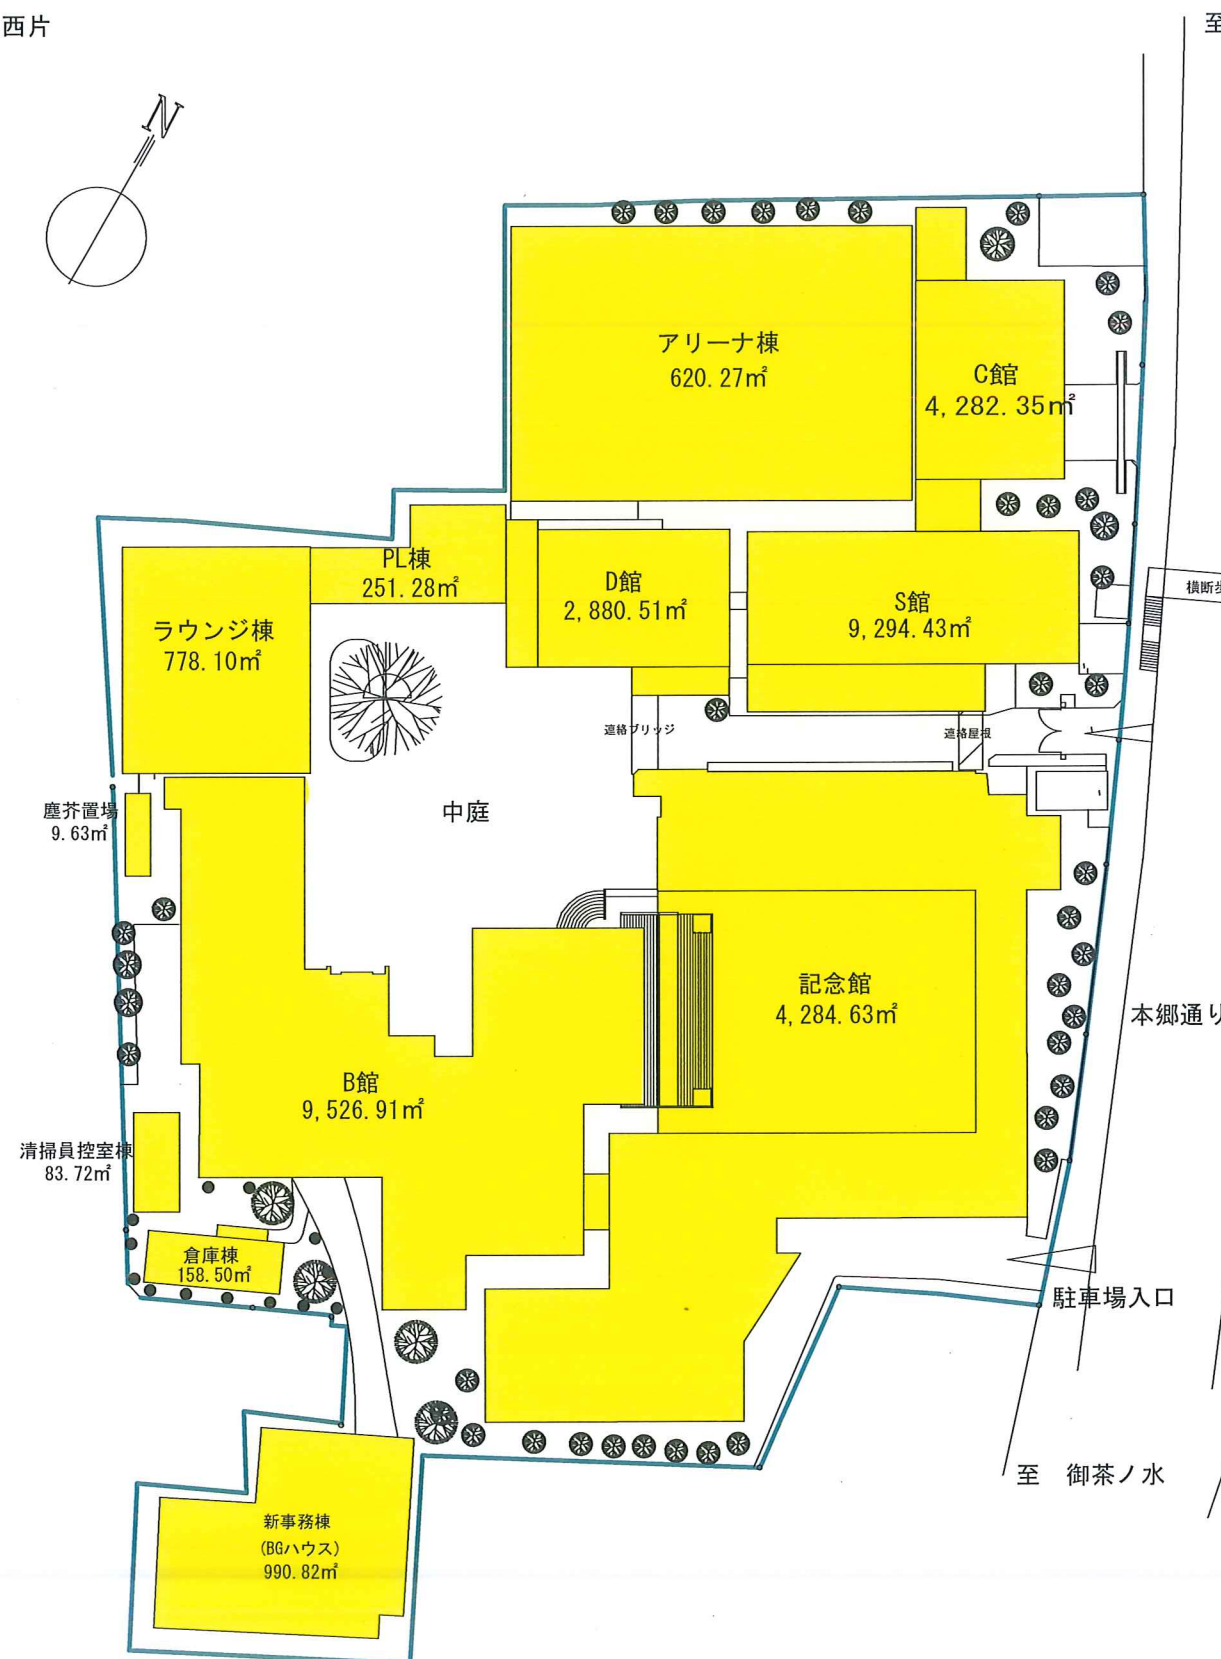 西片
至
N
アリーナ棟
620.27㎡
C館
4,282.35㎡
PL棟
251.28㎡
D館
2,880.51㎡
S館
9,294.43㎡
横断歩
ラウンジ棟
778.10㎡
連絡ブリッジ
連絡屋根
塵芥置場
9.63㎡
中庭
記念館
4,284.63㎡
本郷通り
B館
9,526.91㎡
清掃員控室棟
83.72㎡
倉庫棟
158.50㎡
駐車場入口
至 御茶ノ水
新事務棟
(BGハウス)
990.82㎡